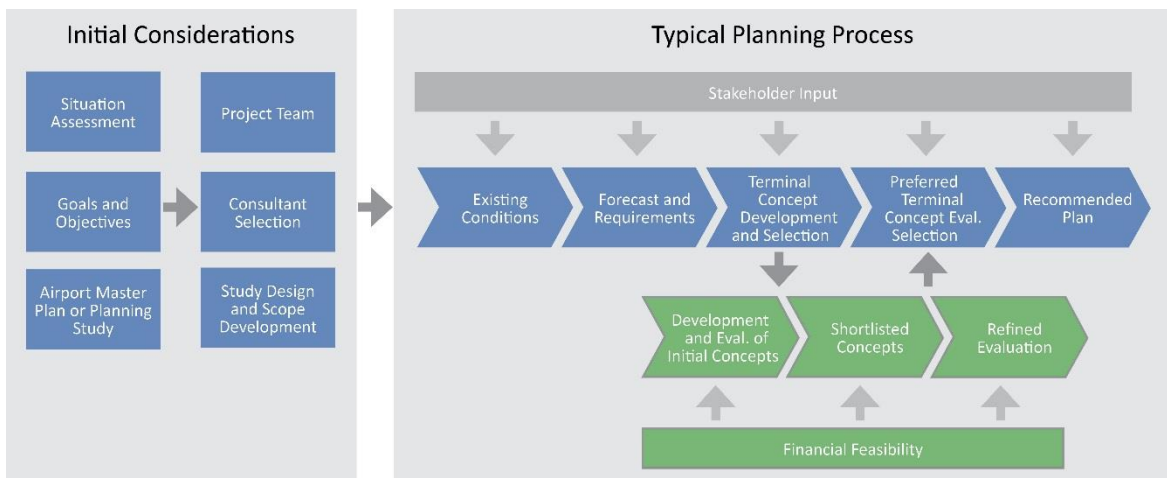 Initial Considerations
Situation
Assessment
Project Team
Goals and
Objectives
Consultant
Selection
Airport Master
Plan or Planning
Study
Study Design
and Scope
Development
Typical Planning Process
Stakeholder Input
Existing
Conditions
Forecast and
Requirements
Terminal
Concept
Development
and Selection
Preferred
Terminal
Concept Eval.
Selection
Recommended
Plan
Development
and Eval. of
Initial Concepts
Shortlisted
Concepts
Refined
Evaluation
Financial Feasibility